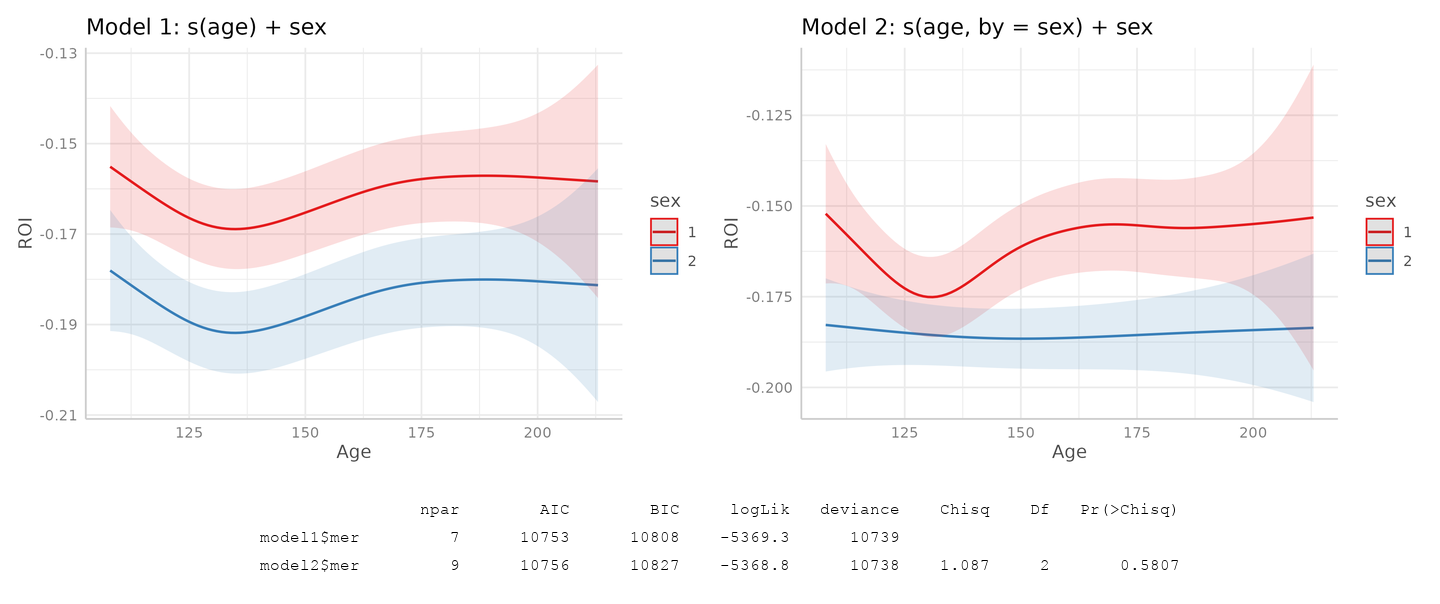 Model 1: s(age) + sex
-0.13
-0.15
-0.17
-0.19
-0.21
ROI
125 150 175 200
Age
sex
1
2
Model 2: s(age, by = sex) + sex
-0.125
-0.150
-0.175
-0.200
ROI
125 150 175 200
Age
sex
1
2
npar AIC BIC logLik deviance Chisq Df Pr(>Chisq)
model1$mer 7 10753 10808 -5369.3 10739
model2$mer 9 10756 10827 -5368.8 10738 1.087 2 0.5807